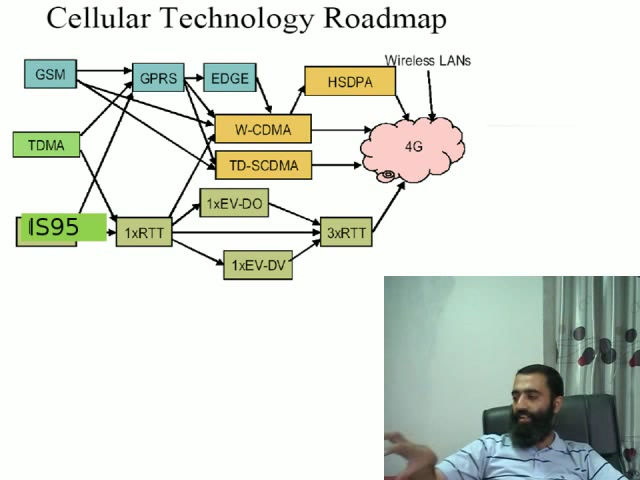 Cellular Technology Roadmap
Wireless LANs
GSM
GPRS
EDGE
HSDPA
W-CDMA
TDMA
4G
TD-SCDMA
1xEV-DO
IS95
1xRTT
3xRTT
1xEV-DV